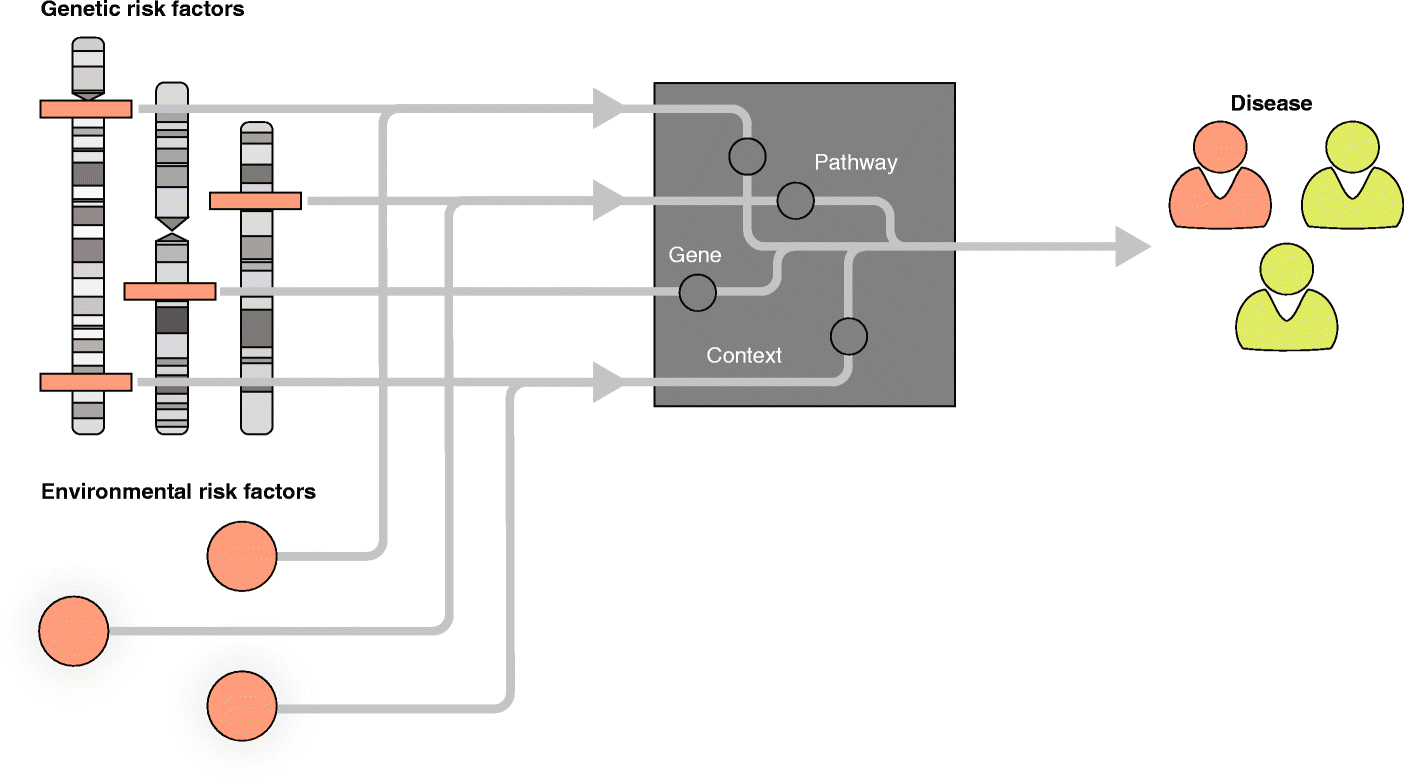 Genetic risk factors
Disease
Pathway
Gene
Context
Environmental risk factors